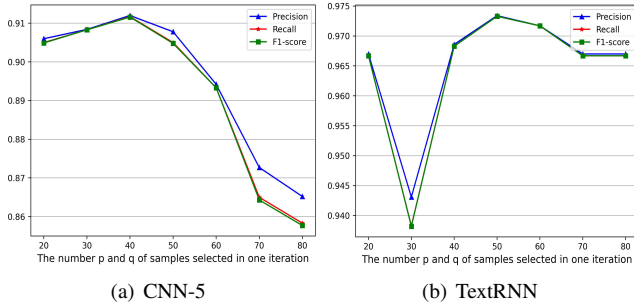 0.91
0.90
0.89
0.88
0.87
0.86
20 30 40 50 60 70 80
The number p and q of samples selected in one iteration
Precision
Recall
F1-score
(a) CNN-5
0.975
0.970
0.965
0.960
0.955
0.950
0.945
0.940
20 30 40 50 60 70 80
The number p and q of samples selected in one iteration
Precision
Recall
F1-score
(b) TextRNN